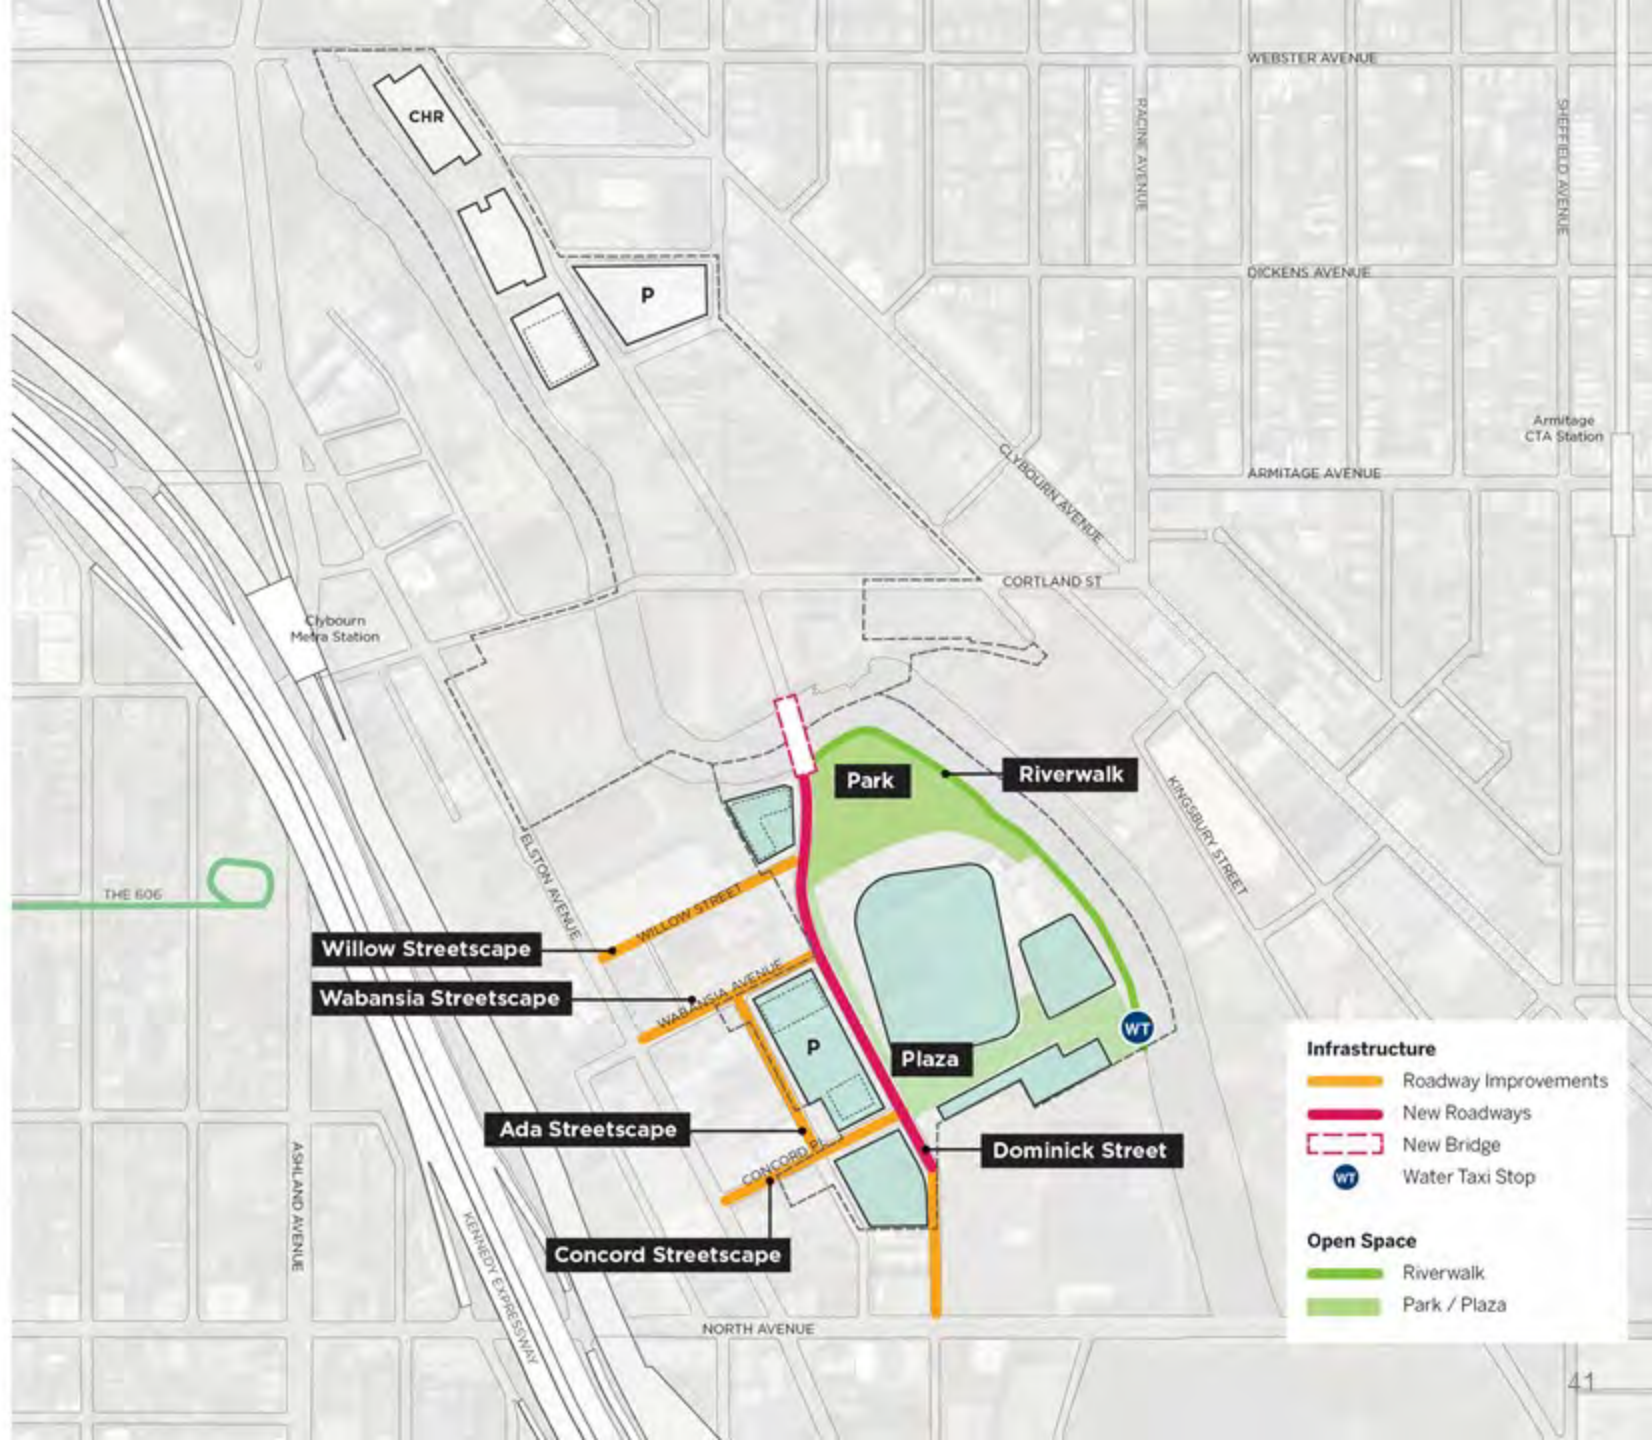 WEBSTER AVENUE
CHR
RACINE AVENUE
SHEFFIELD AVENUE
DICKENS AVENUE
P
Armitage
CTA Station
CLYBOURN AVENUE
ARMITAGE AVENUE
CORTLAND ST
Clybourn
Metra Station
Park
Riverwalk
KINGSBURY STREET
ELSTON AVENUE
THE 606
WILLOW STREET
Willow Streetscape
WABANSIA AVENUE
Wabansia Streetscape
WT
P
Plaza
Ada Streetscape
CONCORD PL
Dominick Street
Concord Streetscape
ASHLAND AVENUE
KENNEDY EXPRESSWAY
NORTH AVENUE
Infrastructure
Roadway Improvements
New Roadways
New Bridge
WT Water Taxi Stop
Open Space
Riverwalk
Park / Plaza
41